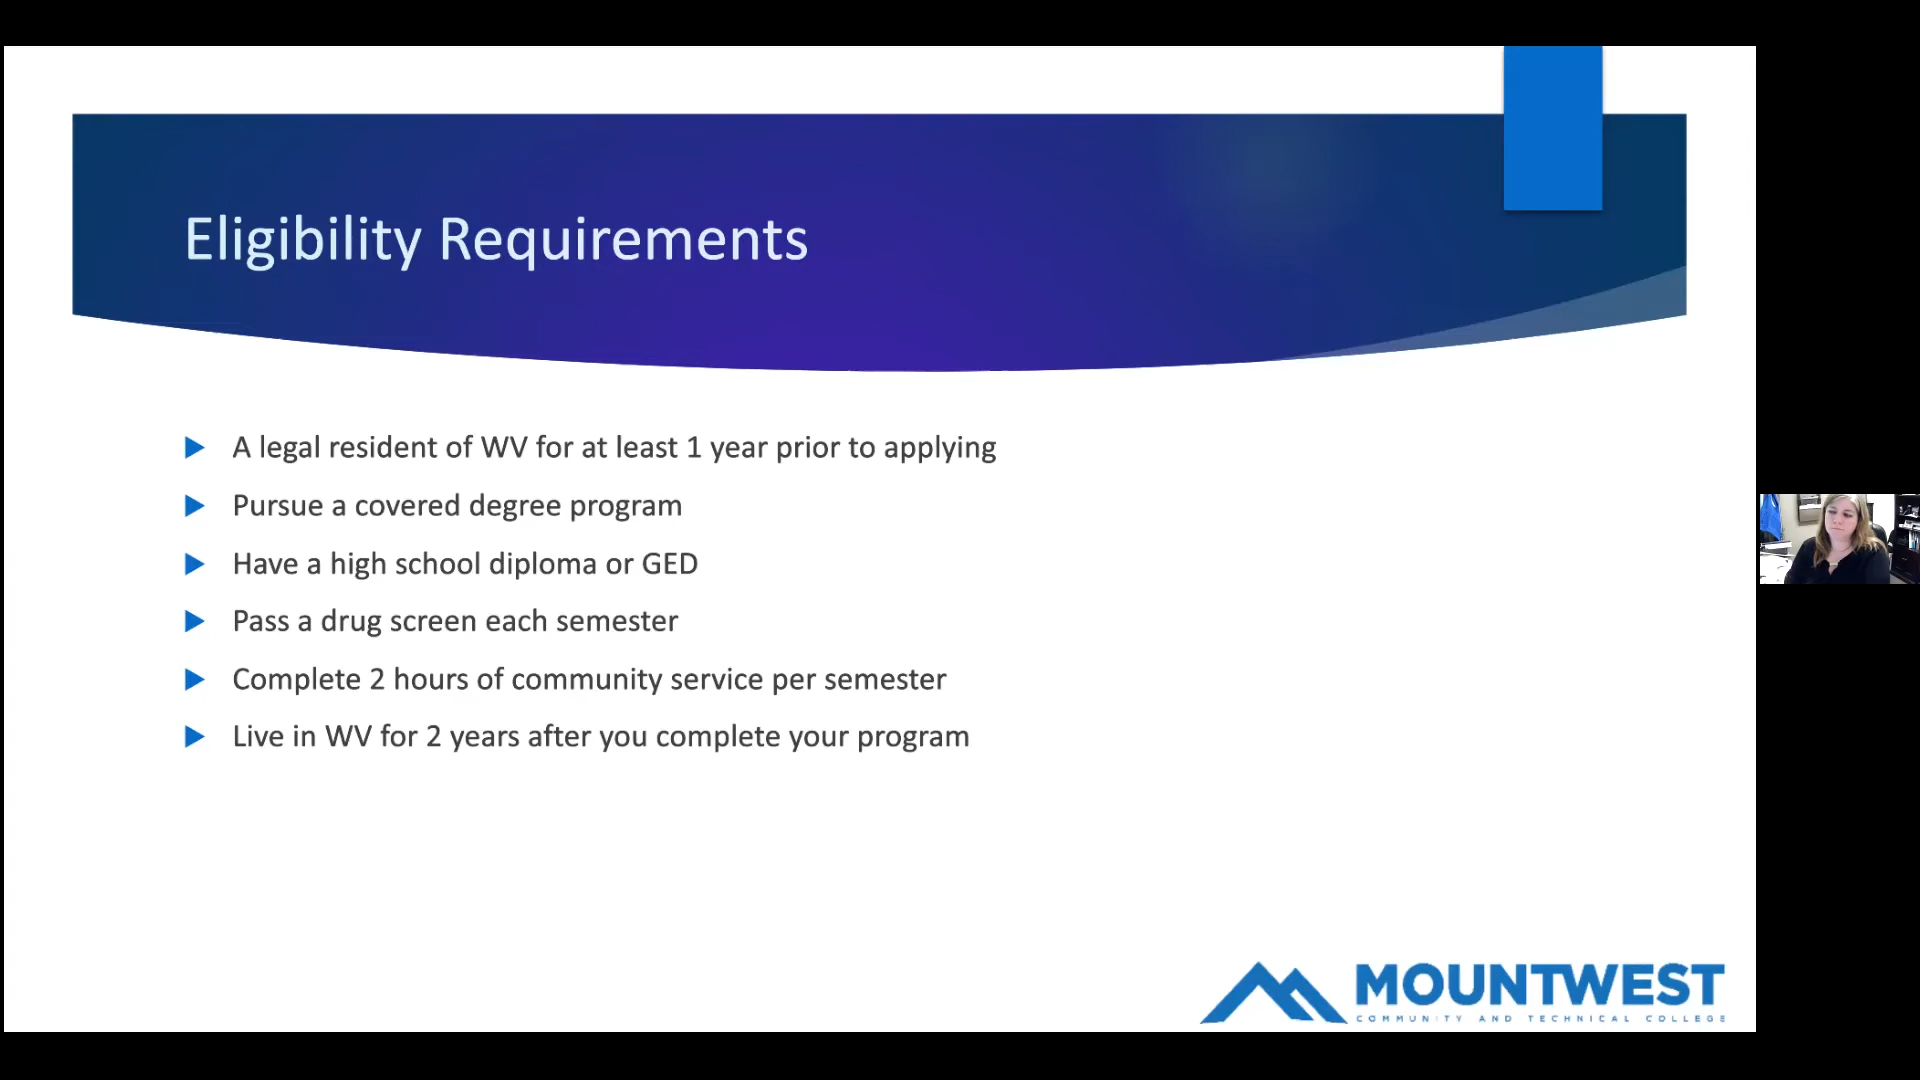 Eligibility Requirements
A legal resident of WV for at least 1 year prior to applying
Pursue a covered degree program
Have a high school diploma or GED
Pass a drug screen each semester
Complete 2 hours of community service per semester
Live in WV for 2 years after you complete your program
MOUNTWEST
COMMUNITY AND TECHNICAL COLLEGE